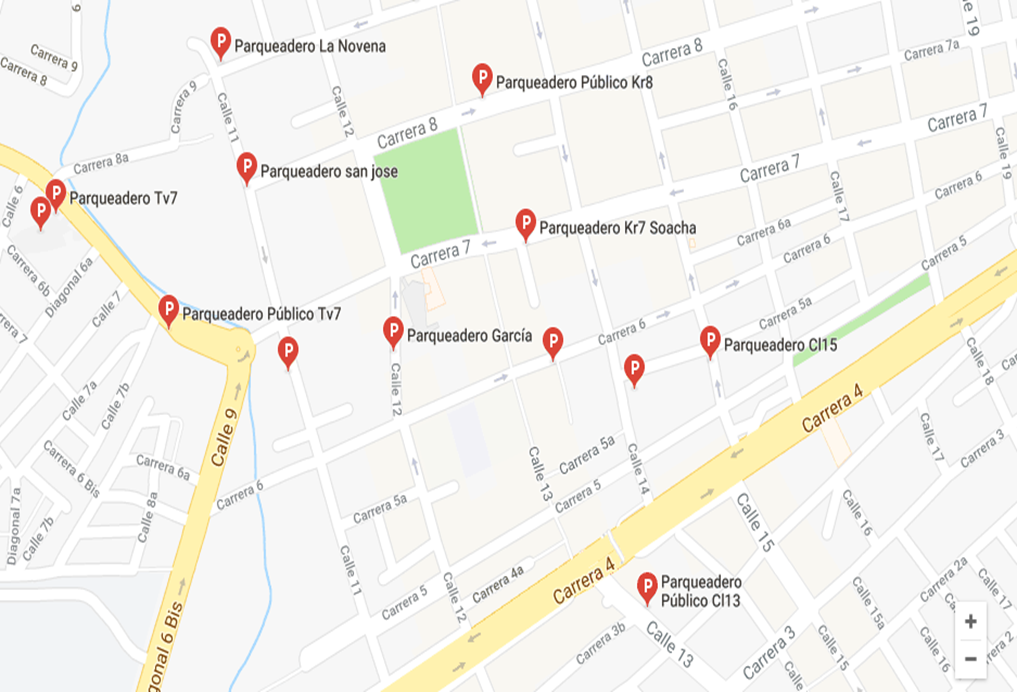 9
Carrera 9
Carrera 8
P
Parqueadero La Novena
Carrera 9
Calle 11
Calle 12
P
Parqueadero Público Kr8
Carrera 8
Calle 16
Carrera 7a
lle 19
Carrera 8
Carrera 7
Carrera 7
Calle 19
Carrera 8a
P
Parqueadero san jose
Calle 6
P
P
Parqueadero Tv7
Calle 17
Carrera 6
P
Parqueadero Kr7 Soacha
Carrera 6a
Carrera 6
Carrera 5
Carrera 7
Carrera 6b
Diagonal 6a
Calle 7
rrera 7
P
Parqueadero Público Tv7
P
P
Parqueadero García
P
Carrera 6
P
P
Parqueadero Cl15
Carrera 5a
Calle 18
Calle 7a
Calle 7b
Calle 12
Carrera 4
Calle 9
Calle 17
Carrera 3
Carrera 6 Bis
Carrera 6a
Calle 8a
Carrera 6
Carrera 5a
Calle 13
Carrera 5a
Carrera 5
Calle 14
Diagonal 7a
Calle 7b
Calle 15
Calle 16
Calle 11
Calle 12
Carrera 4a
Carrera 5
Carrera 4
P
Parqueadero
Público Cl13
Carrera 2a
Calle 17
Calle 15a
Calle 15
Calle 16
Carrera 3b
Calle 13
Carrera 3
gonal 6 Bis
+
−
2